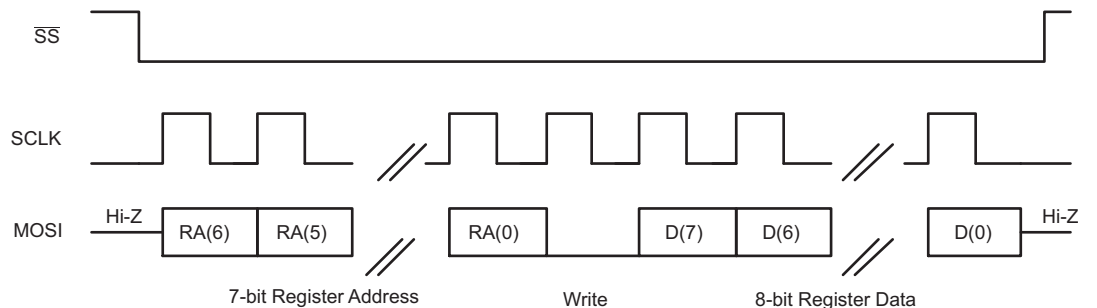 SS
SCLK
MOSI Hi-Z RA(6) RA(5) RA(0) D(7) D(6) D(0) Hi-Z
7-bit Register Address Write 8-bit Register Data